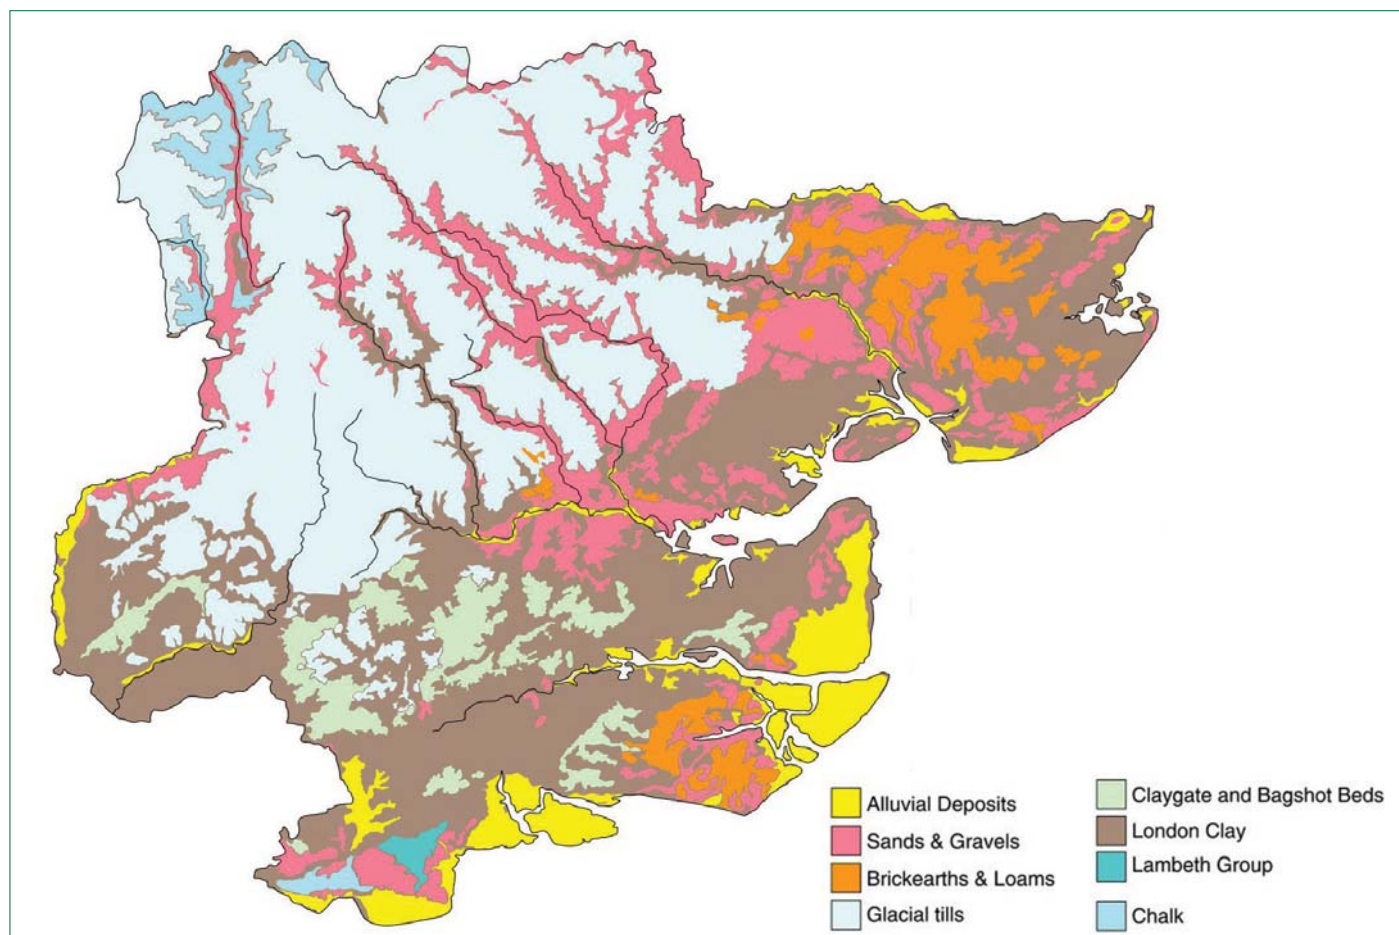 Alluvial Deposits
Sands & Gravels
Brickearths & Loams
Glacial tills
Claygate and Bagshot Beds
London Clay
Lambeth Group
Chalk